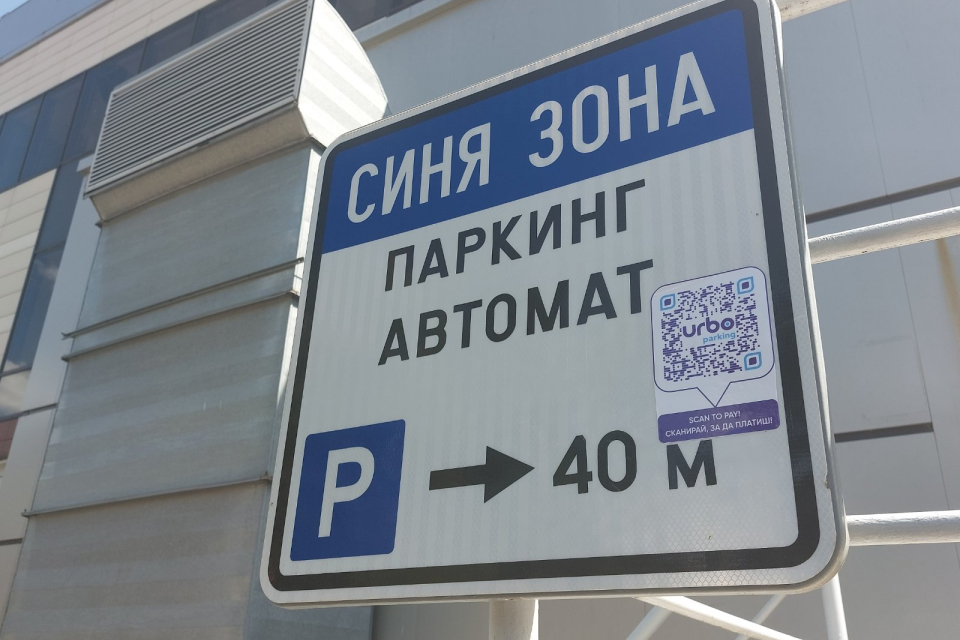 СИНЯ ЗОНА
ПАРКИНГ
АВТОМАТ
urbo
parking
SCAN TO PAY!
СКАНИРАЙ, ЗА ДА ПЛАТИШ!
P → 40 м